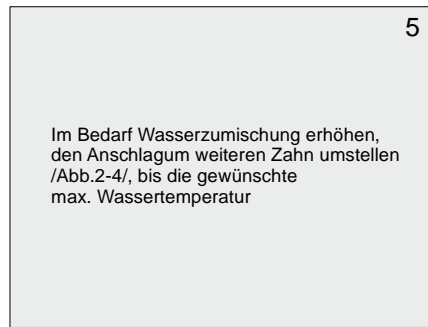 5
Im Bedarf Wasserzumischung erhöhen,
den Anschlagum weiteren Zahn umstellen
/Abb.2-4/, bis die gewünschte
max. Wassertemperatur